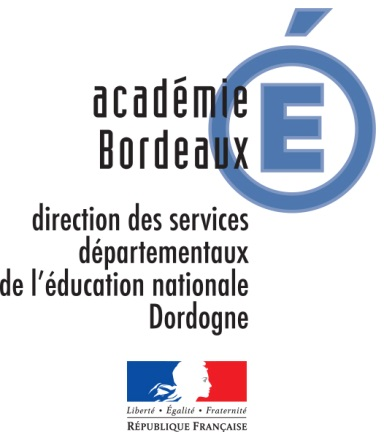 académie
Bordeaux
É
direction des services
départementaux
de l'éducation nationale
Dordogne
Liberté • Égalité • Fraternité
RÉPUBLIQUE FRANÇAISE